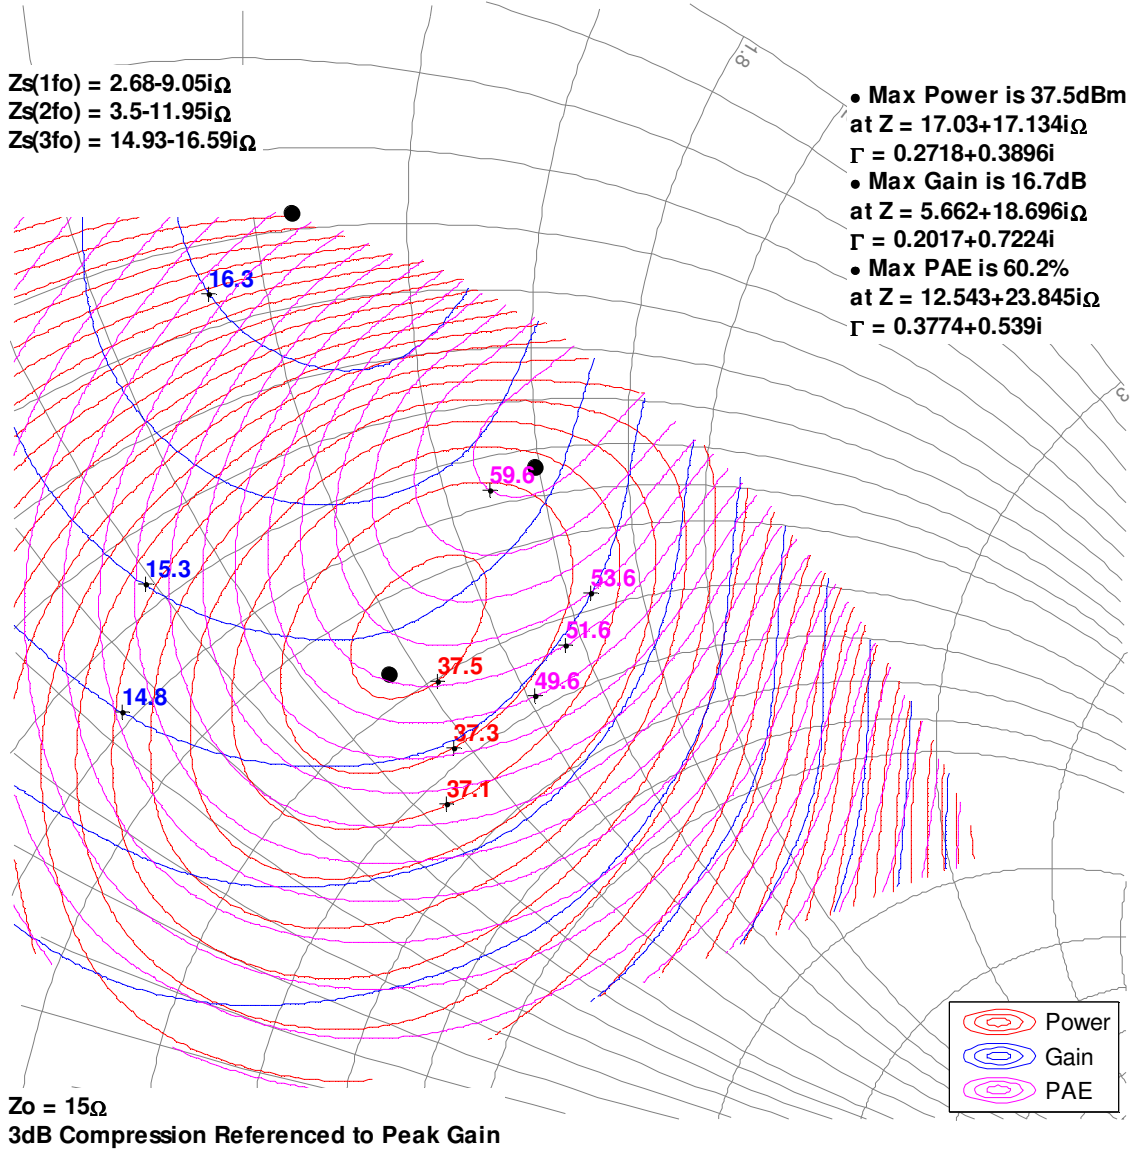 1.8
Zs(1fo) = 2.68-9.05iΩ
Zs(2fo) = 3.5-11.95iΩ
Zs(3fo) = 14.93-16.59iΩ
• Max Power is 37.5dBm
at Z = 17.03+17.134iΩ
Γ = 0.2718+0.3896i
• Max Gain is 16.7dB
at Z = 5.662+18.696iΩ
Γ = 0.2017+0.7224i
• Max PAE is 60.2%
at Z = 12.543+23.845iΩ
Γ = 0.3774+0.539i
16.3
3
59.6
15.3
53.6
51.6
37.5
49.6
14.8
37.3
37.1
Power
Gain
PAE
Zo = 15Ω
3dB Compression Referenced to Peak Gain